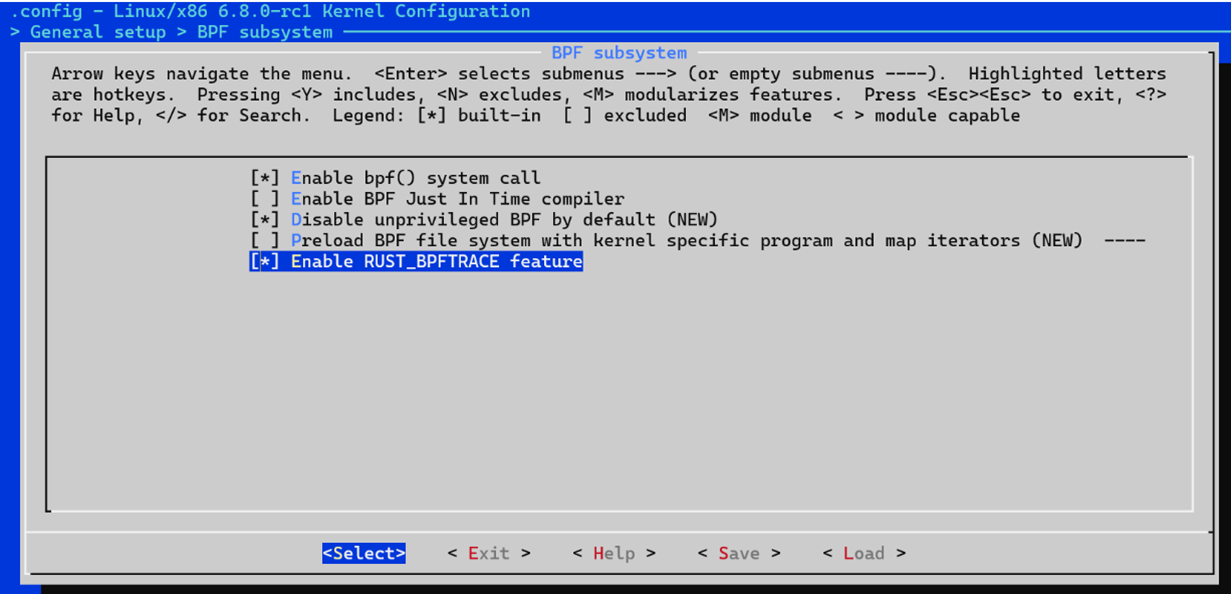 .config - Linux/x86 6.8.0-rc1 Kernel Configuration
> General setup > BPF subsystem
BPF subsystem
Arrow keys navigate the menu.  <Enter> selects submenus ---> (or empty submenus ----).  Highlighted letters
are hotkeys.  Pressing <Y> includes, <N> excludes, <M> modularizes features.  Press <Esc><Esc> to exit, <?>
for Help, </> for Search.  Legend: [*] built-in  [ ] excluded  <M> module  < > module capable
[*] Enable bpf() system call
[ ] Enable BPF Just In Time compiler
[*] Disable unprivileged BPF by default (NEW)
[ ] Preload BPF file system with kernel specific program and map iterators (NEW)  ----
[*] Enable RUST_BPFTRACE feature
<Select>    < Exit >    < Help >    < Save >    < Load >